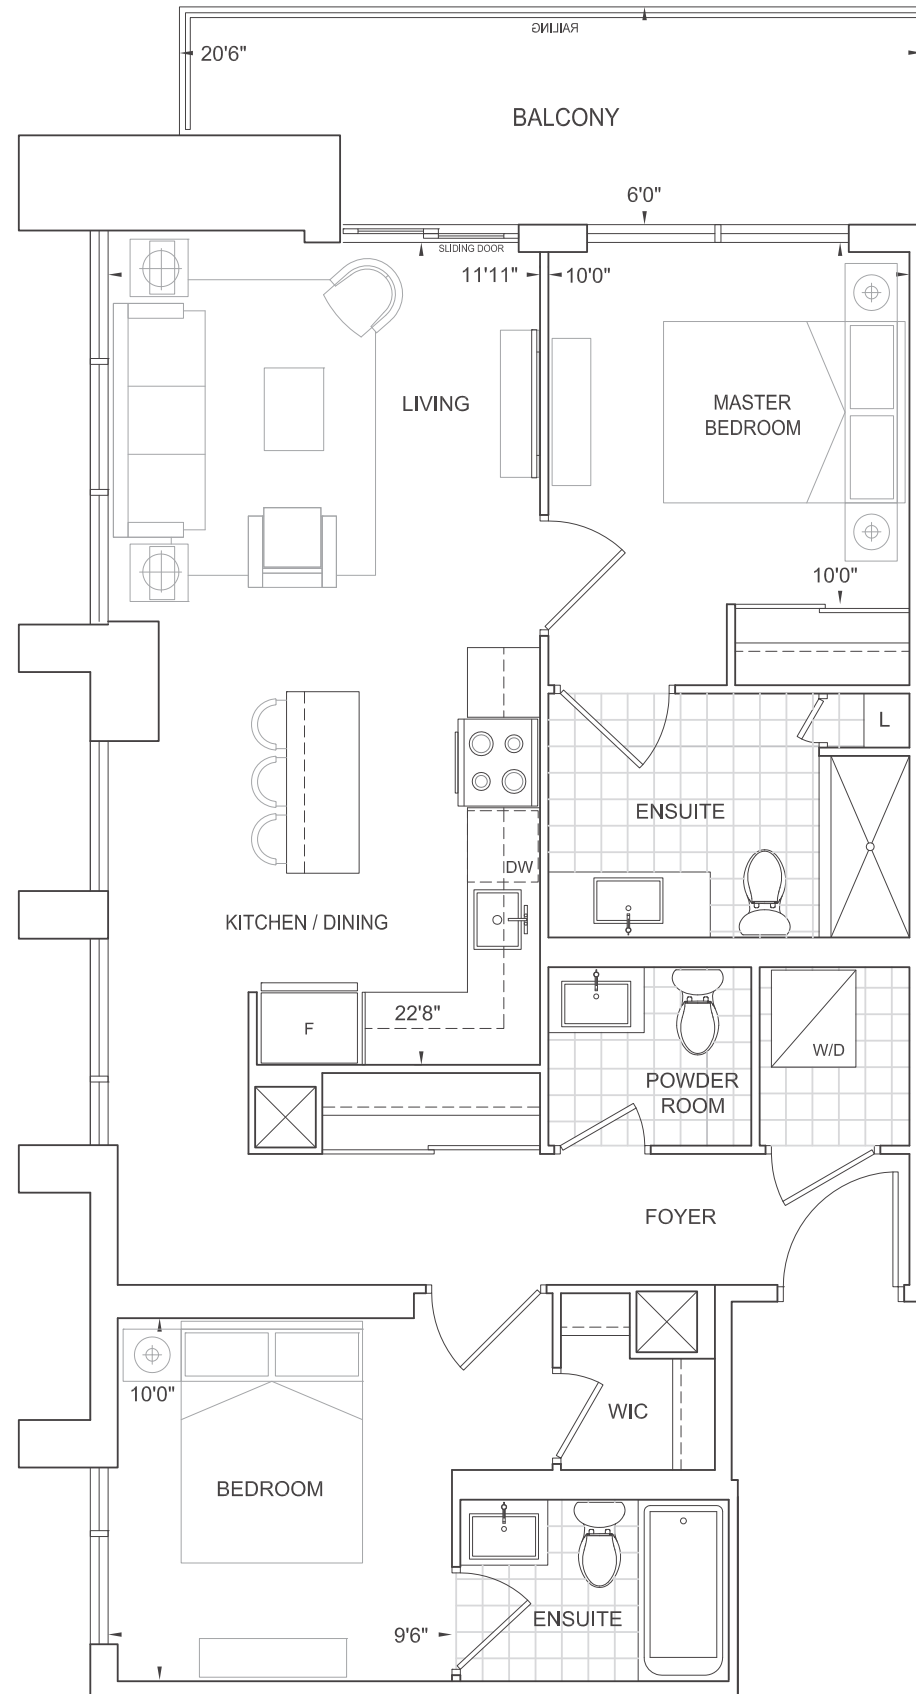 RAILING
20'6"
BALCONY
6'0"
SLIDING DOOR
11'11"
10'0"
LIVING
MASTER
BEDROOM
10'0"
L
ENSUITE
DW
KITCHEN / DINING
22'8"
F
W/D
POWDER
ROOM
FOYER
10'0"
WIC
BEDROOM
ENSUITE
9'6"